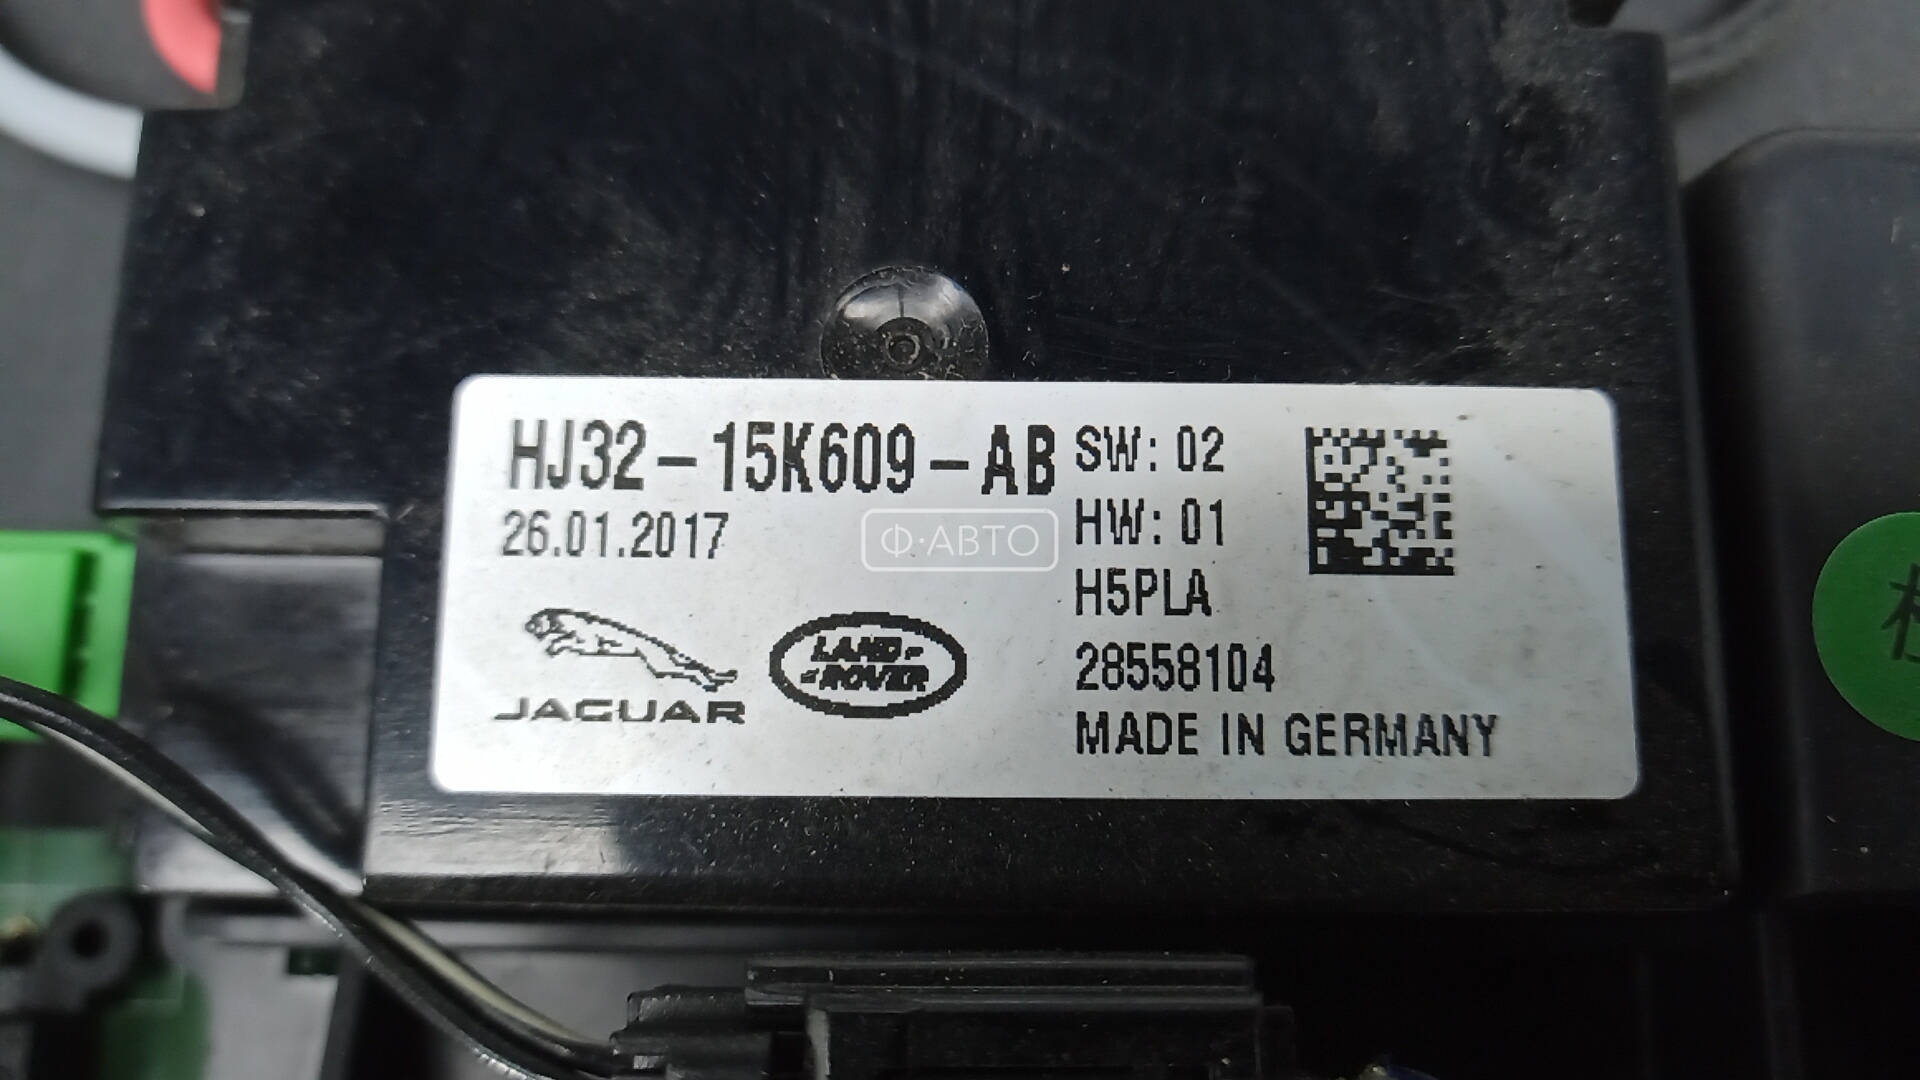 HJ32-15K609-AB
26.01.2017
SW: 02
HW: 01
H5PLA
28558104
MADE IN GERMANY
JAGUAR
LAND-
-ROVER
Ф·АВТО